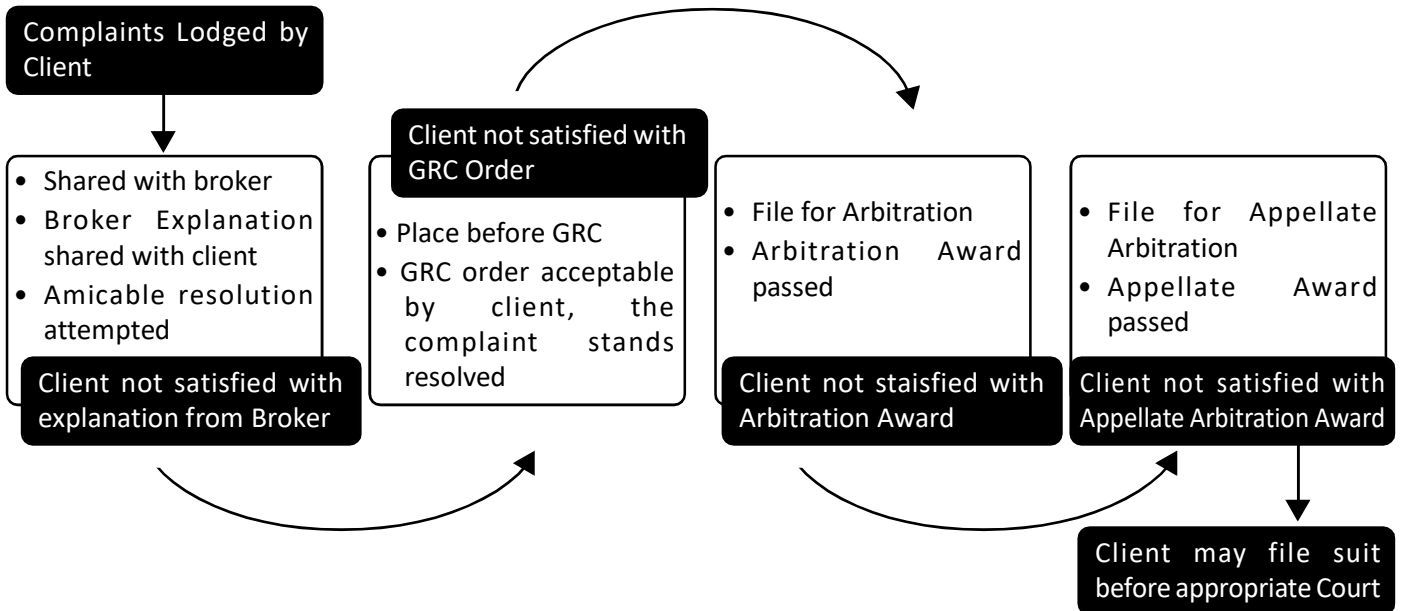 Complaints Lodged by
Client
• Shared with broker
• Broker Explanation
shared with client
• Amicable resolution
attempted
Client not satisfied with
explanation from Broker
Client not satisfied with
GRC Order
• Place before GRC
• GRC order acceptable
by client, the
complaint stands
resolved
• File for Arbitration
• Arbitration Award
passed
Client not staisfied with
Arbitration Award
• File for Appellate
Arbitration
• Appellate Award
passed
Client not satisfied with
Appellate Arbitration Award
Client may file suit
before appropriate Court